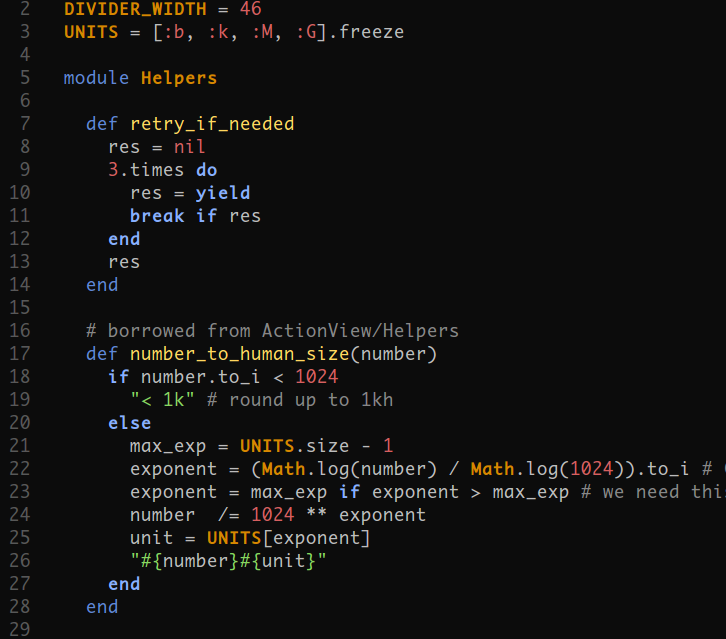 2 DIVIDER_WIDTH = 46
3 UNITS = [:b, :k, :M, :G].freeze
4
5 module Helpers
6
7 def retry_if_needed
8 res = nil
9 3.times do
10 res = yield
11 break if res
12 end
13 res
14 end
15
16 # borrowed from ActionView/Helpers
17 def number_to_human_size(number)
18 if number.to_i < 1024
19 "< 1k" # round up to 1kh
20 else
21 max_exp = UNITS.size - 1
22 exponent = (Math.log(number) / Math.log(1024)).to_i #
23 exponent = max_exp if exponent > max_exp # we need
24 number /= 1024 ** exponent
25 unit = UNITS[exponent]
26 "#{number}#{unit}"
27 end
28 end
29